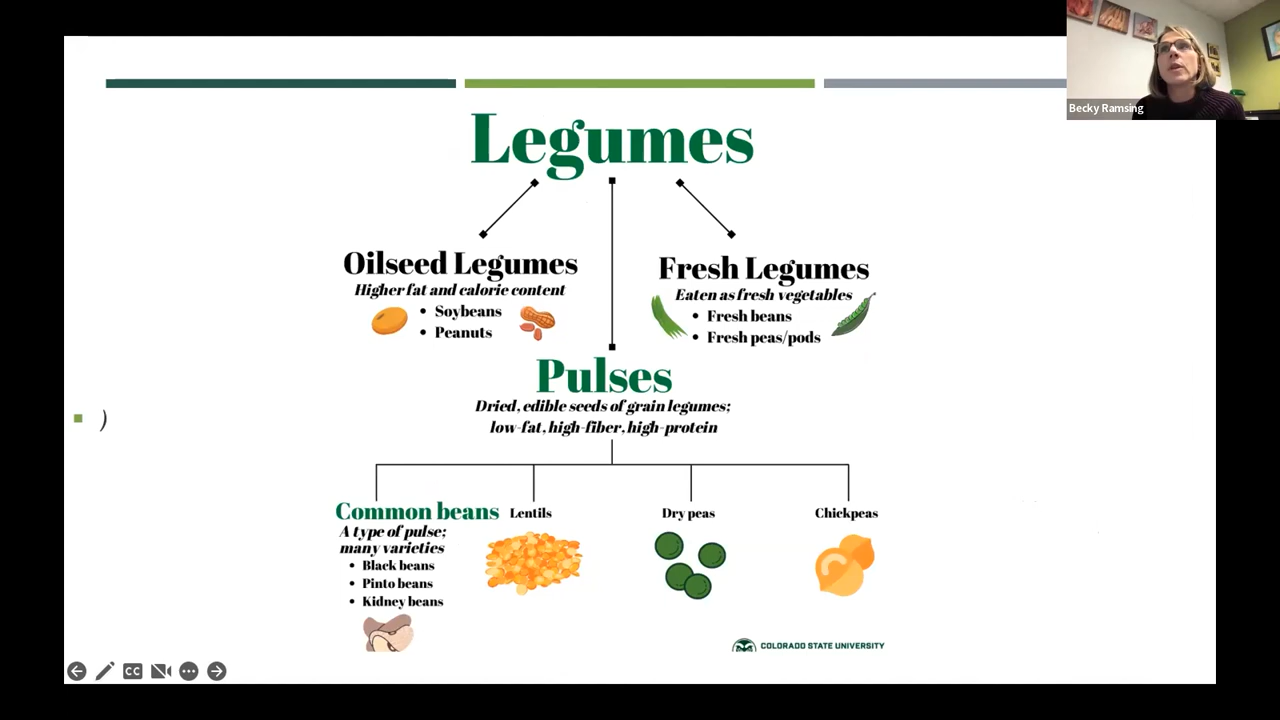 Becky Ramsing
Legumes
Oilseed Legumes
Higher fat and calorie content
• Soybeans
• Peanuts
Fresh Legumes
Eaten as fresh vegetables
• Fresh beans
• Fresh peas/pods
Pulses
Dried, edible seeds of grain legumes;
low-fat, high-fiber, high-protein
)
Common beans
A type of pulse;
many varieties
• Black beans
• Pinto beans
• Kidney beans
Lentils
Dry peas
Chickpeas
COLORADO STATE UNIVERSITY
CC